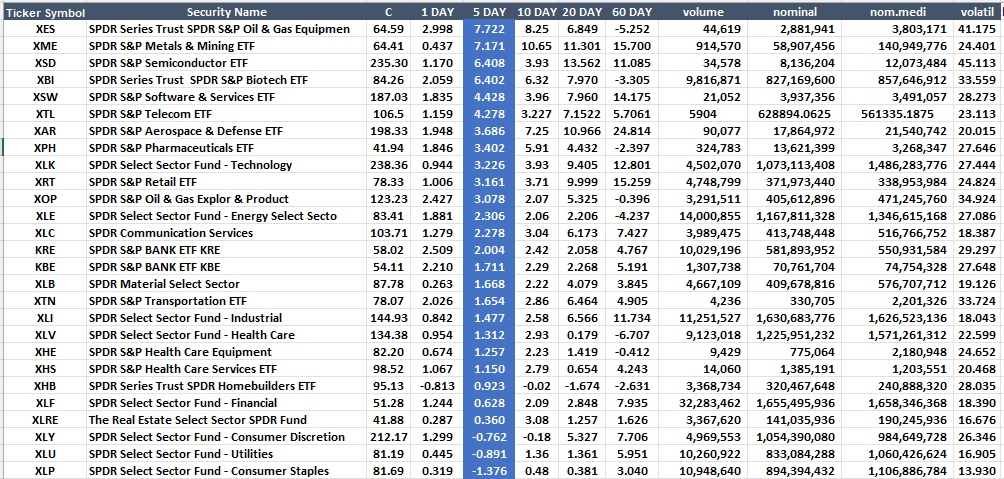 Ticker Symbol Security Name C 1 DAY 5 DAY 10 DAY 20 DAY 60 DAY volume nominal nom.medi volatil
XES SPDR Series Trust SPDR S&P Oil & Gas Equipmen 64.59 2.998 7.722 8.25 6.849 -5.252 44,619 2,881,941 3,803,171 41.175
XME SPDR S&P Metals & Mining ETF 64.41 0.437 7.171 10.65 11.301 15.700 914,570 58,907,456 140,949,776 24.401
XSD SPDR S&P Semiconductor ETF 235.30 1.170 6.408 3.93 13.562 11.085 34,578 8,136,204 12,073,484 45.113
XBI SPDR Series Trust SPDR S&P Biotech ETF 84.26 2.059 6.402 6.32 7.970 -3.305 9,816,871 827,169,600 857,646,912 33.559
XSW SPDR S&P Software & Services ETF 187.03 1.835 4.428 3.96 7.960 14.175 21,052 3,937,356 3,491,057 28.273
XTL SPDR S&P Telecom ETF 106.5 1.159 4.278 3.227 7.1522 5.7061 5904 628894.0625 561335.1875 23.113
XAR SPDR S&P Aerospace & Defense ETF 198.33 1.948 3.686 7.25 10.966 24.814 90,077 17,864,972 21,540,742 20.015
XPH SPDR S&P Pharmaceuticals ETF 41.94 1.846 3.402 5.91 4.432 -2.397 324,783 13,621,399 3,268,347 27.646
XLK SPDR Select Sector Fund - Technology 238.36 0.944 3.226 3.93 9.405 12.801 4,502,070 1,073,113,408 1,486,283,776 27.444
XRT SPDR S&P Retail ETF 78.33 1.006 3.161 3.71 9.999 15.259 4,748,799 371,973,440 338,953,984 24.824
XOP SPDR S&P Oil & Gas Explor & Product 123.23 2.427 3.078 2.07 5.325 -0.396 3,291,511 405,612,896 471,245,760 34.924
XLE SPDR Select Sector Fund - Energy Select Secto 83.41 1.881 2.306 2.06 2.206 -4.237 14,000,855 1,167,811,328 1,346,615,168 27.086
XLC SPDR Communication Services 103.71 1.279 2.278 3.04 6.173 7.427 3,989,475 413,748,448 516,766,752 18.387
KRE SPDR S&P BANK ETF KRE 58.02 2.509 2.004 2.42 2.058 4.767 10,029,196 581,893,952 550,931,584 29.297
KBE SPDR S&P BANK ETF KBE 54.11 2.210 1.711 2.29 2.268 5.191 1,307,738 70,761,704 74,754,328 27.648
XLB SPDR Material Select Sector 87.78 0.263 1.668 2.22 4.079 3.845 4,667,109 409,678,816 576,707,712 19.126
XTN SPDR S&P Transportation ETF 78.07 2.026 1.654 2.86 6.464 4.905 4,236 330,705 2,201,336 33.724
XLI SPDR Select Sector Fund - Industrial 144.93 0.842 1.477 2.58 6.566 11.734 11,251,527 1,630,683,776 1,626,523,136 18.043
XLV SPDR Select Sector Fund - Health Care 134.38 0.954 1.312 2.93 0.179 -6.707 9,123,018 1,225,951,232 1,571,261,312 22.599
XHE SPDR S&P Health Care Equipment 82.20 0.674 1.257 2.23 1.419 -0.412 9,429 775,064 2,180,948 24.652
XHS SPDR S&P Health Care Services ETF 98.52 1.067 1.150 2.79 0.654 4.243 14,060 1,385,191 1,203,551 20.468
XHB SPDR Series Trust SPDR Homebuilders ETF 95.13 -0.813 0.923 -0.02 -1.674 -2.631 3,368,734 320,467,648 240,888,320 28.035
XLF SPDR Select Sector Fund - Financial 51.28 1.244 0.628 2.09 2.848 7.935 32,283,462 1,655,495,936 1,658,346,368 18.390
XLRE The Real Estate Select Sector SPDR Fund 41.88 0.287 0.360 3.08 1.257 1.626 3,367,620 141,035,936 190,245,936 16.676
XLY SPDR Select Sector Fund - Consumer Discretion 212.17 1.299 -0.762 -0.18 5.327 7.706 4,969,553 1,054,390,080 984,649,728 26.346
XLU SPDR Select Sector Fund - Utilities 81.19 0.445 -0.891 1.36 1.361 5.951 10,260,922 833,084,288 1,060,426,624 16.905
XLP SPDR Select Sector Fund - Consumer Staples 81.69 0.319 -1.376 0.48 0.381 3.040 10,948,640 894,394,432 1,106,886,784 13.930